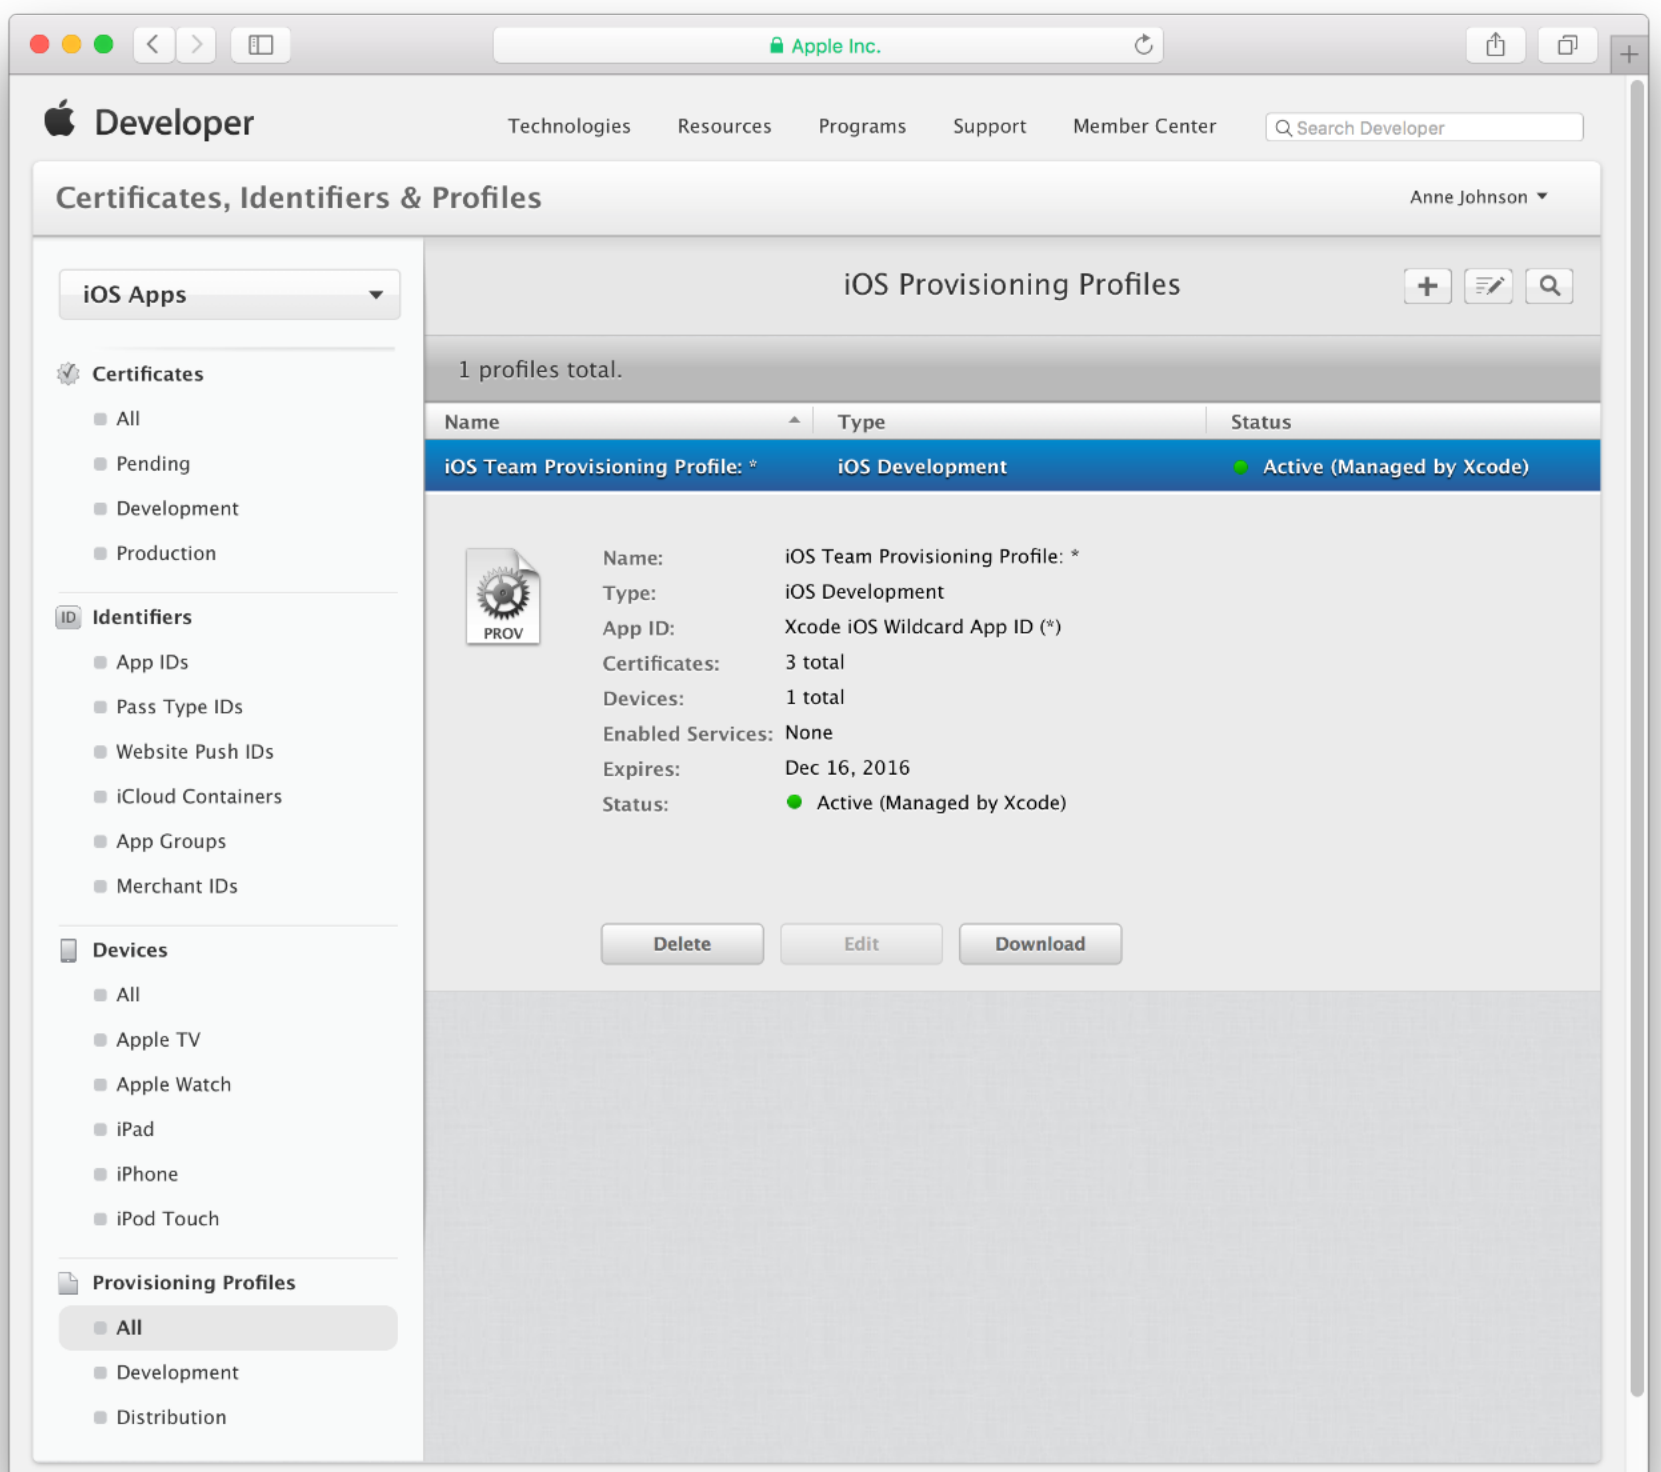 Apple Inc.
Developer
Technologies
Resources
Programs
Support
Member Center
Search Developer
Certificates, Identifiers & Profiles
Anne Johnson
iOS Apps
Certificates
All
Pending
Development
Production
ID Identifiers
App IDs
Pass Type IDs
Website Push IDs
iCloud Containers
App Groups
Merchant IDs
Devices
All
Apple TV
Apple Watch
iPad
iPhone
iPod Touch
Provisioning Profiles
All
Development
Distribution
iOS Provisioning Profiles
1 profiles total.
Name Type Status
iOS Team Provisioning Profile: * iOS Development Active (Managed by Xcode)
PROV
Name: iOS Team Provisioning Profile: *
Type: iOS Development
App ID: Xcode iOS Wildcard App ID (*)
Certificates: 3 total
Devices: 1 total
Enabled Services: None
Expires: Dec 16, 2016
Status: Active (Managed by Xcode)
Delete
Edit
Download